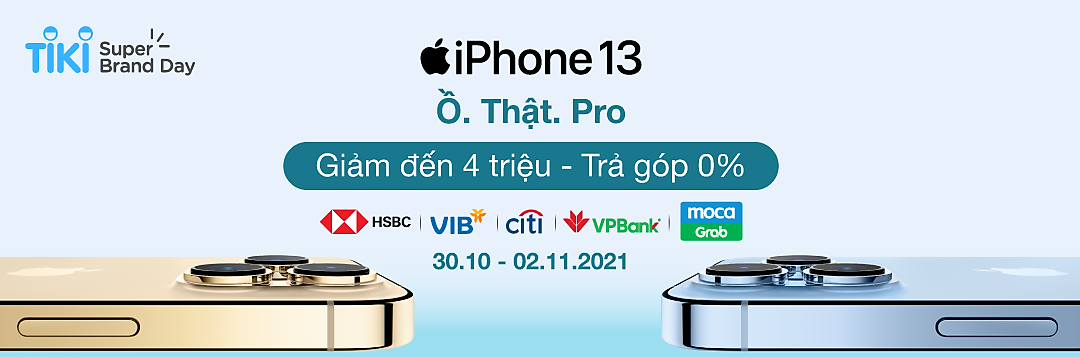 TIKI Super Brand Day
iPhone 13
Ồ. Thật. Pro
Giảm đến 4 triệu - Trả góp 0%
HSBC VIB citi VPBank moca Grab
30.10 - 02.11.2021